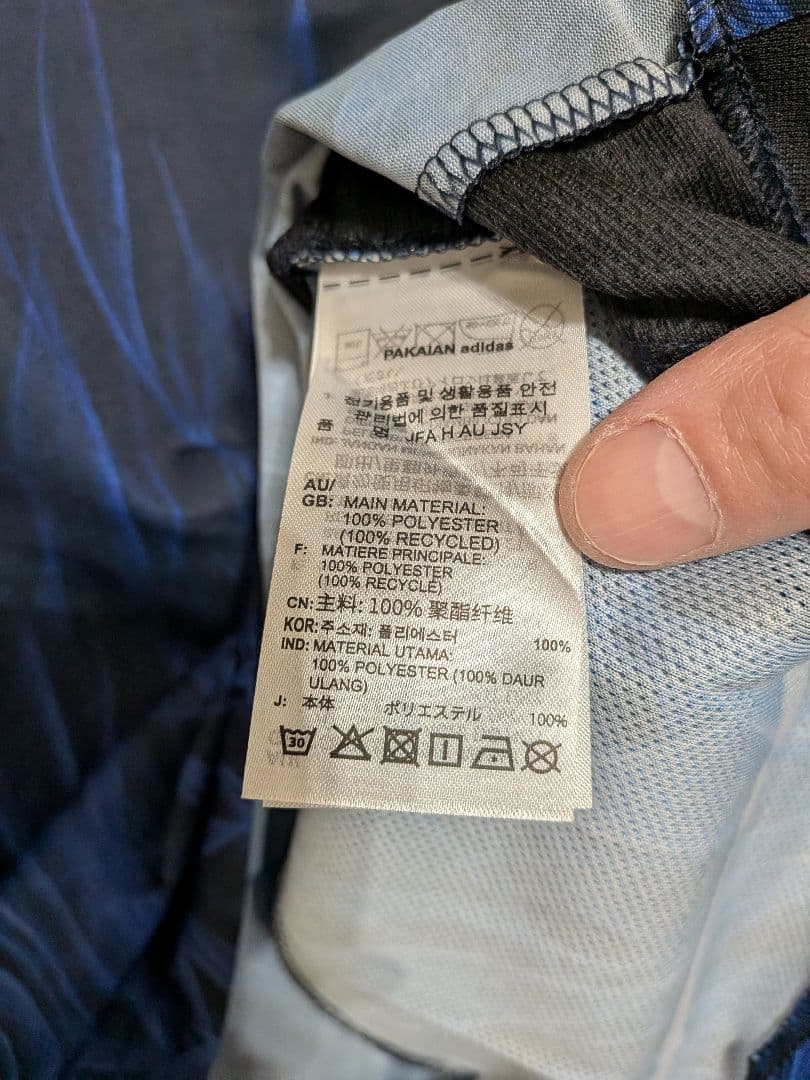 PAKAIAN adidas
전기용품 및 생활용품 안전
관리법에 의한 품질표시
품 명 JFA H AU JSY
AU/
GB: MAIN MATERIAL:
100% POLYESTER
(100% RECYCLED)
F: MATIERE PRINCIPALE:
100% POLYESTER
(100% RECYCLÉ)
CN: 主料: 100% 聚酯纤维
KOR: 주소재: 폴리에스터 100%
IND: MATERIAL UTAMA:
100% POLYESTER (100% DAUR
ULANG)
J: 本体 ポリエステル 100%
30